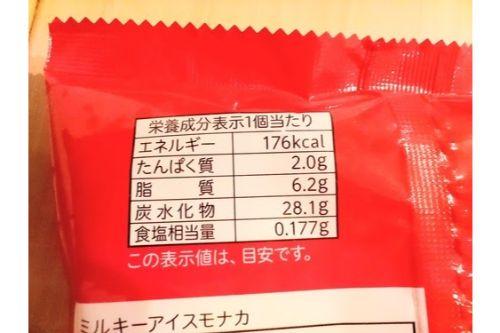 栄養成分表示1個当たり
エネルギー 176kcal
たんぱく質 2.0g
脂質 6.2g
炭水化物 28.1g
食塩相当量 0.177g
この表示値は、目安です。
ミルキーアイスモナカ